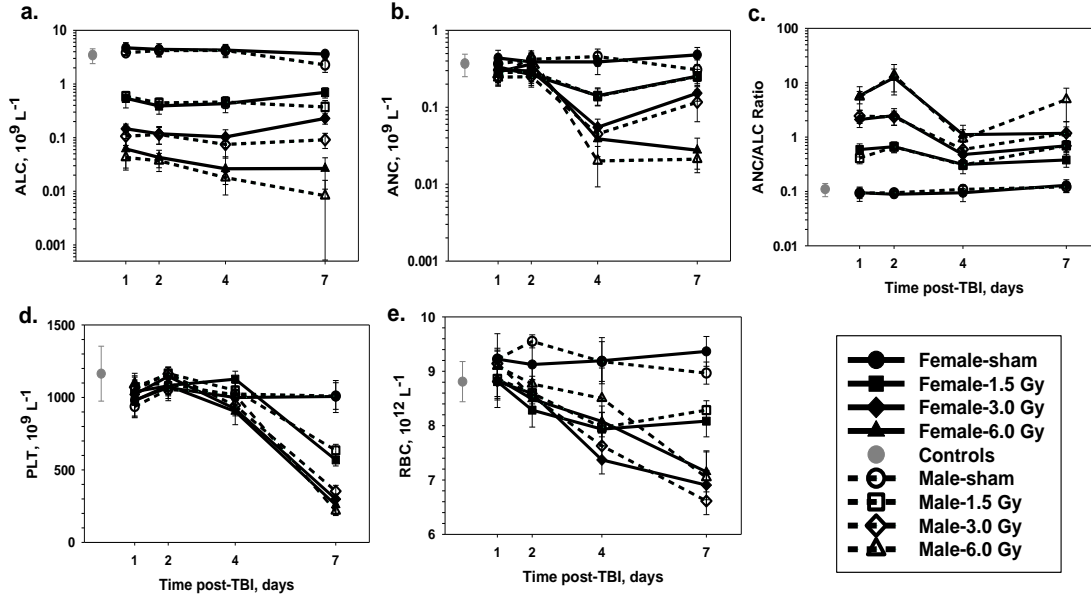 a.
10
1
0.1
0.01
0.001
ALC, 10⁹ L⁻¹
1 2 4 7
b.
1
0.1
0.01
0.001
ANC, 10⁹ L⁻¹
1 2 4 7
c.
100
10
1
0.1
0.01
ANC/ALC Ratio
1 2 4 7
Time post-TBI, days
d.
1500
1000
500
0
PLT, 10⁹ L⁻¹
1 2 4 7
Time post-TBI, days
e.
10
9
8
7
6
RBC, 10¹² L⁻¹
1 2 4 7
Time post-TBI, days
Female-sham
Female-1.5 Gy
Female-3.0 Gy
Female-6.0 Gy
Controls
Male-sham
Male-1.5 Gy
Male-3.0 Gy
Male-6.0 Gy